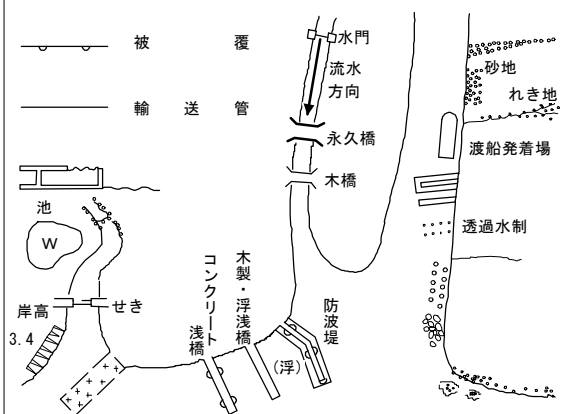 被覆
輸送管
水門
流水
方向
永久橋
木橋
砂地
れき地
渡船発着場
透過水制
池
W
岸高
せき
3.4
コンクリート
浅橋
木製・浮浅橋
防波堤
(浮)